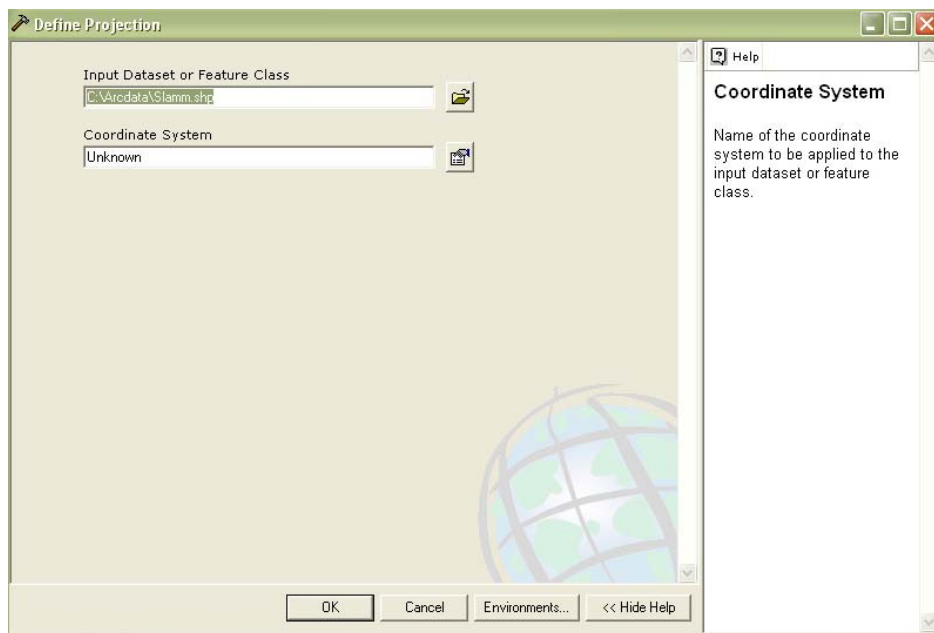 Define Projection
Input Dataset or Feature Class
C:\Arcdata\Slamm.shp
Coordinate System
Unknown
OK
Cancel
Environments...
<< Hide Help
Help
Coordinate System
Name of the coordinate
system to be applied to the
input dataset or feature
class.